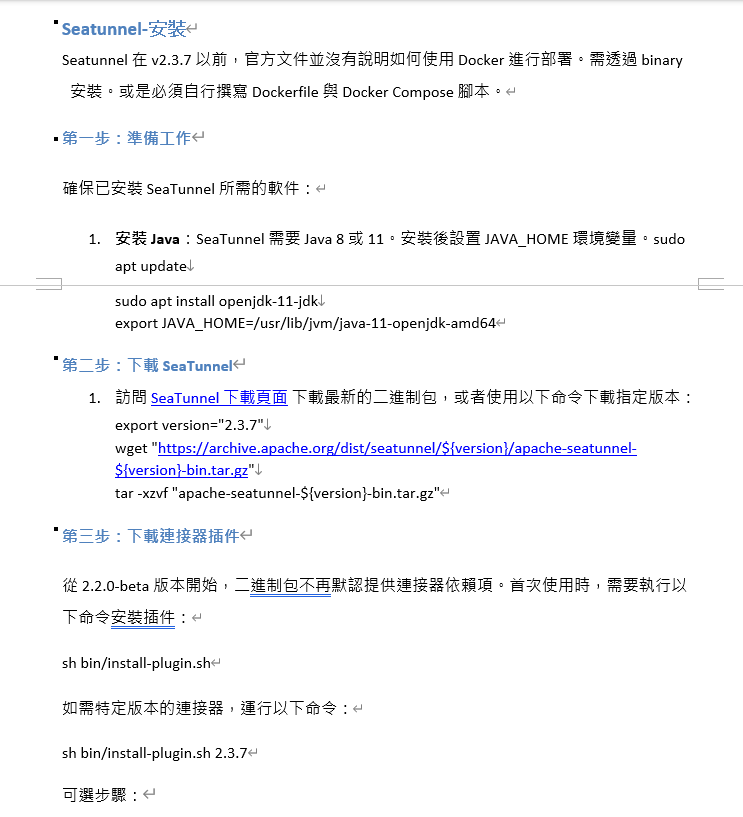 Seatunnel-安裝
Seatunnel 在 v2.3.7 以前，官方文件並沒有說明如何使用 Docker 進行部署。需透過 binary
安裝。或是必須自行撰寫 Dockerfile 與 Docker Compose 腳本。
第一步：準備工作
確保已安裝 SeaTunnel 所需的軟件：
1. 安裝 Java：SeaTunnel 需要 Java 8 或 11。安裝後設置 JAVA_HOME 環境變量。sudo
apt update
sudo apt install openjdk-11-jdk
export JAVA_HOME=/usr/lib/jvm/java-11-openjdk-amd64
第二步：下載 SeaTunnel
1. 訪問 SeaTunnel 下載頁面 下載最新的二進制包，或者使用以下命令下載指定版本：
export version="2.3.7"
wget "https://archive.apache.org/dist/seatunnel/${version}/apache-seatunnel-
${version}-bin.tar.gz"
tar -xzvf "apache-seatunnel-${version}-bin.tar.gz"
第三步：下載連接器插件
從 2.2.0-beta 版本開始，二進制包不再默認提供連接器依賴項。首次使用時，需要執行以
下命令安裝插件：
sh bin/install-plugin.sh
如需特定版本的連接器，運行以下命令：
sh bin/install-plugin.sh 2.3.7
可選步驟：